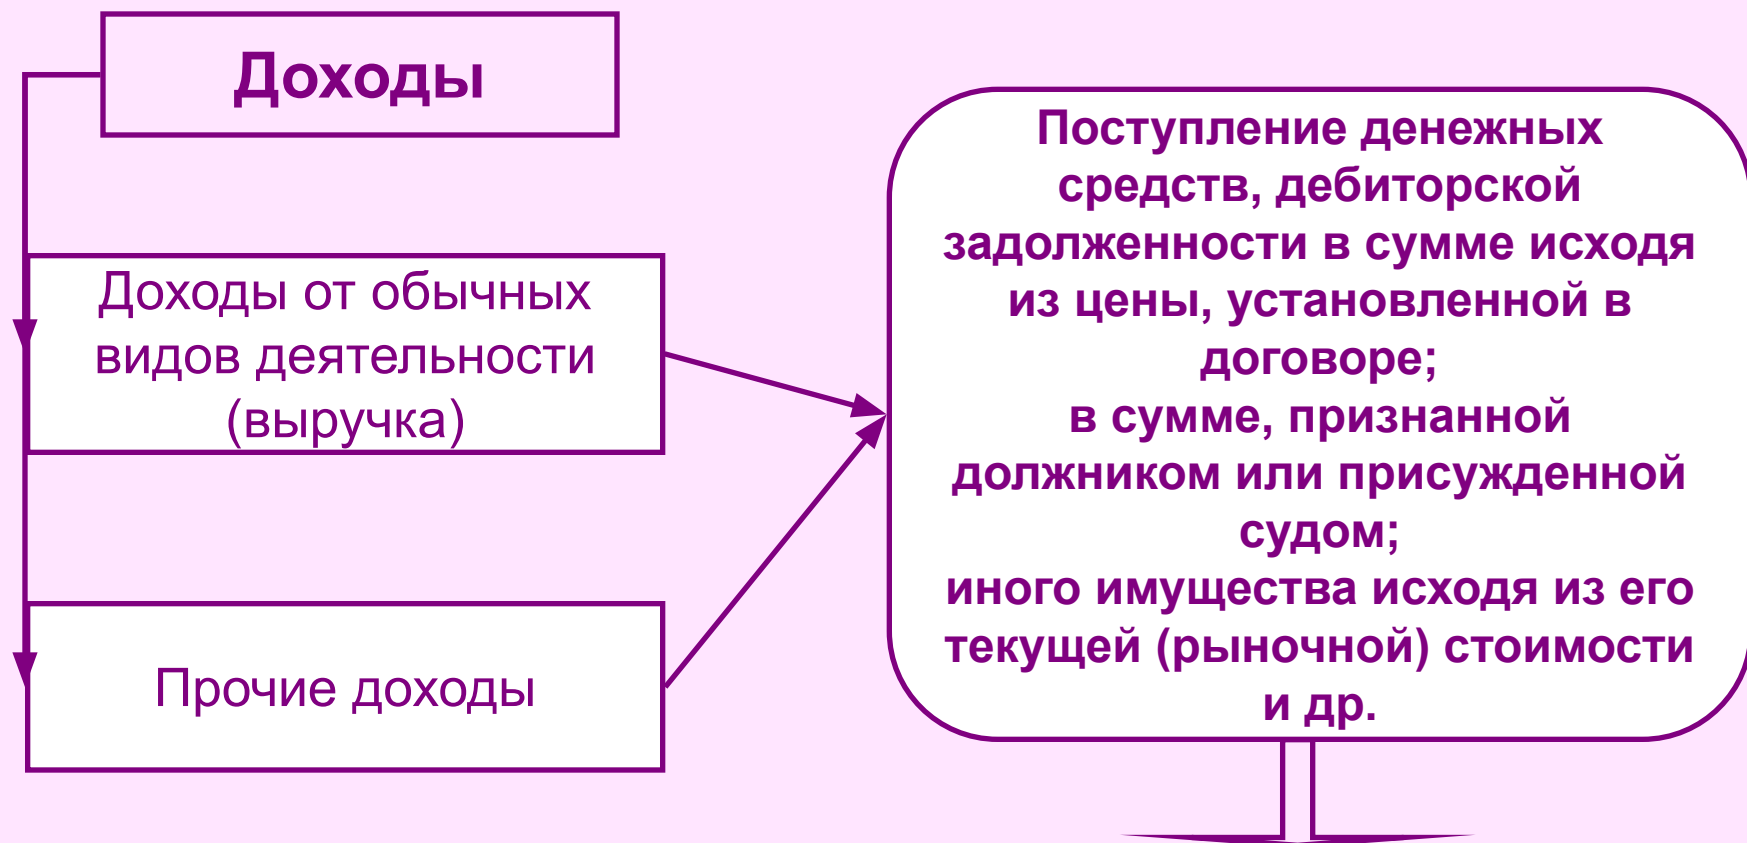 Доходы
Доходы от обычных
видов деятельности
(выручка)
Прочие доходы
Поступление денежных
средств, дебиторской
задолженности в сумме исходя
из цены, установленной в
договоре;
в сумме, признанной
должником или присужденной
судом;
иного имущества исходя из его
текущей (рыночной) стоимости
и др.